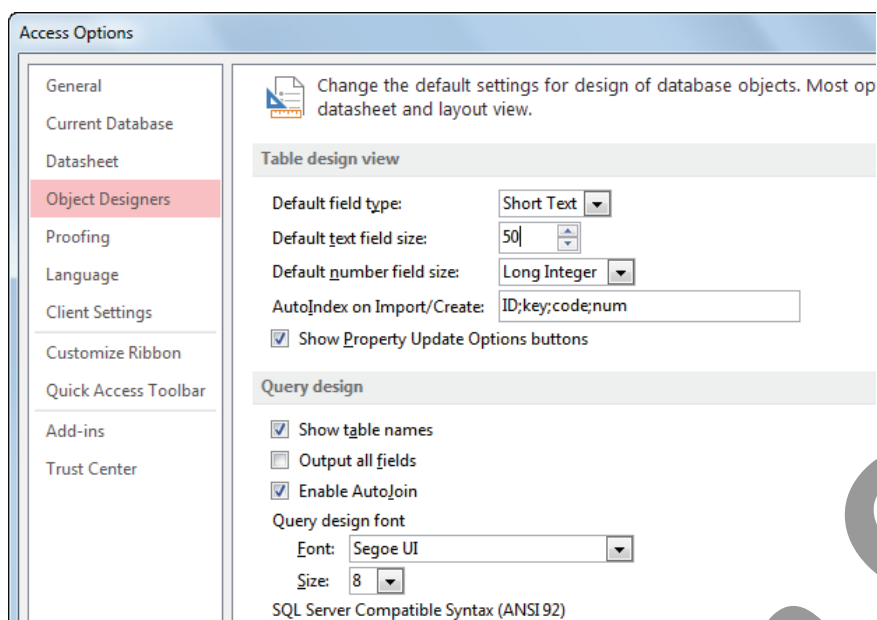 Access Options
General
Current Database
Datasheet
Object Designers
Proofing
Language
Client Settings
Customize Ribbon
Quick Access Toolbar
Add-ins
Trust Center
Change the default settings for design of database objects. Most op
datasheet and layout view.
Table design view
Default field type: Short Text
Default text field size: 50
Default number field size: Long Integer
AutoIndex on Import/Create: ID;key;code;num
Show Property Update Options buttons
Query design
Show table names
Output all fields
Enable AutoJoin
Query design font
Font: Segoe UI
Size: 8
SQL Server Compatible Syntax (ANSI 92)